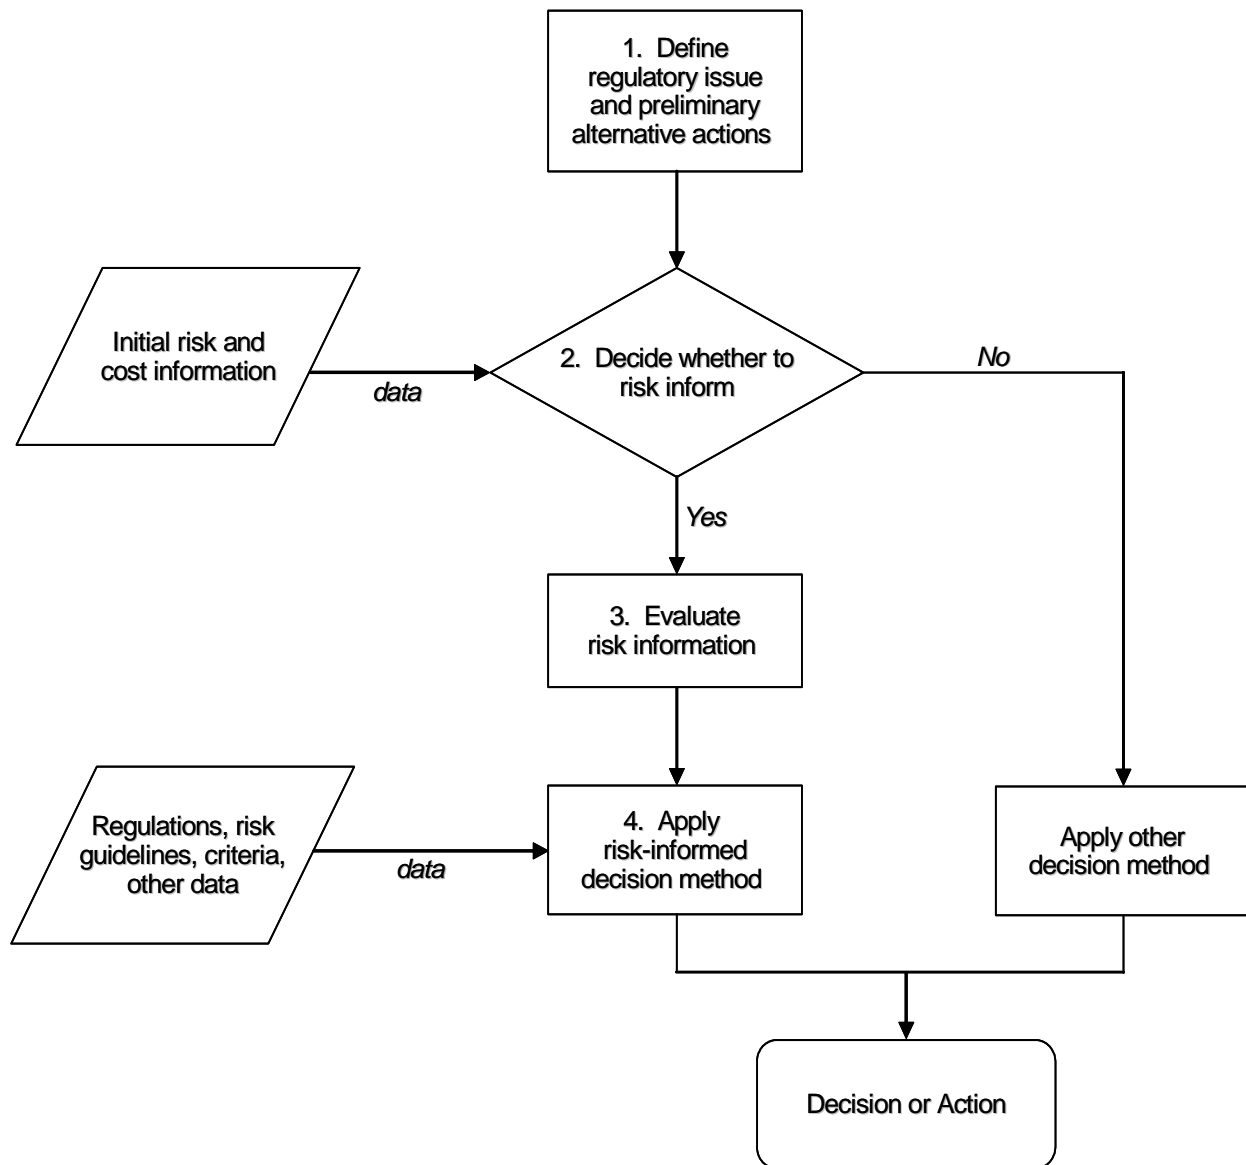 1. Define
regulatory issue
and preliminary
alternative actions
Initial risk and
cost information
data
2. Decide whether to
risk inform
No
Yes
3. Evaluate
risk information
Regulations, risk
guidelines, criteria,
other data
data
4. Apply
risk-informed
decision method
Apply other
decision method
Decision or Action